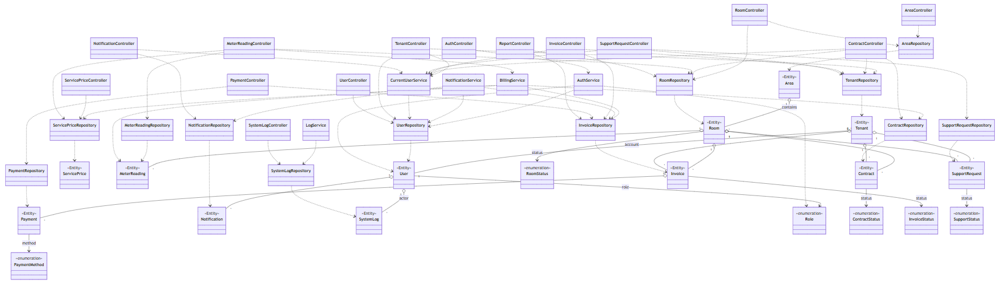 RoomController
AreaController
NotificationController
MeterReadingController
TenantController
AuthController
ReportController
InvoiceController
SupportRequestController
ContractController
AreaRepository
ServicePriceController
PaymentController
UserController
CurrentUserService
NotificationService
BillingService
AuthService
RoomRepository
«Entity»
Area
TenantRepository
contains
ServicePriceRepository
MeterReadingRepository
NotificationRepository
SystemLogController
LogService
UserRepository
InvoiceRepository
«Entity»
Room
«Entity»
Tenant
ContractRepository
SupportRequestRepository
account
status
PaymentRepository
«Entity»
ServicePrice
«Entity»
MeterReading
SystemLogRepository
«Entity»
User
«enumeration»
RoomStatus
«Entity»
Invoice
«Entity»
Contract
«Entity»
SupportRequest
role
actor
status
status
status
«Entity»
Payment
«Entity»
Notification
«Entity»
SystemLog
«enumeration»
Role
«enumeration»
ContractStatus
«enumeration»
InvoiceStatus
«enumeration»
SupportStatus
method
«enumeration»
PaymentMethod